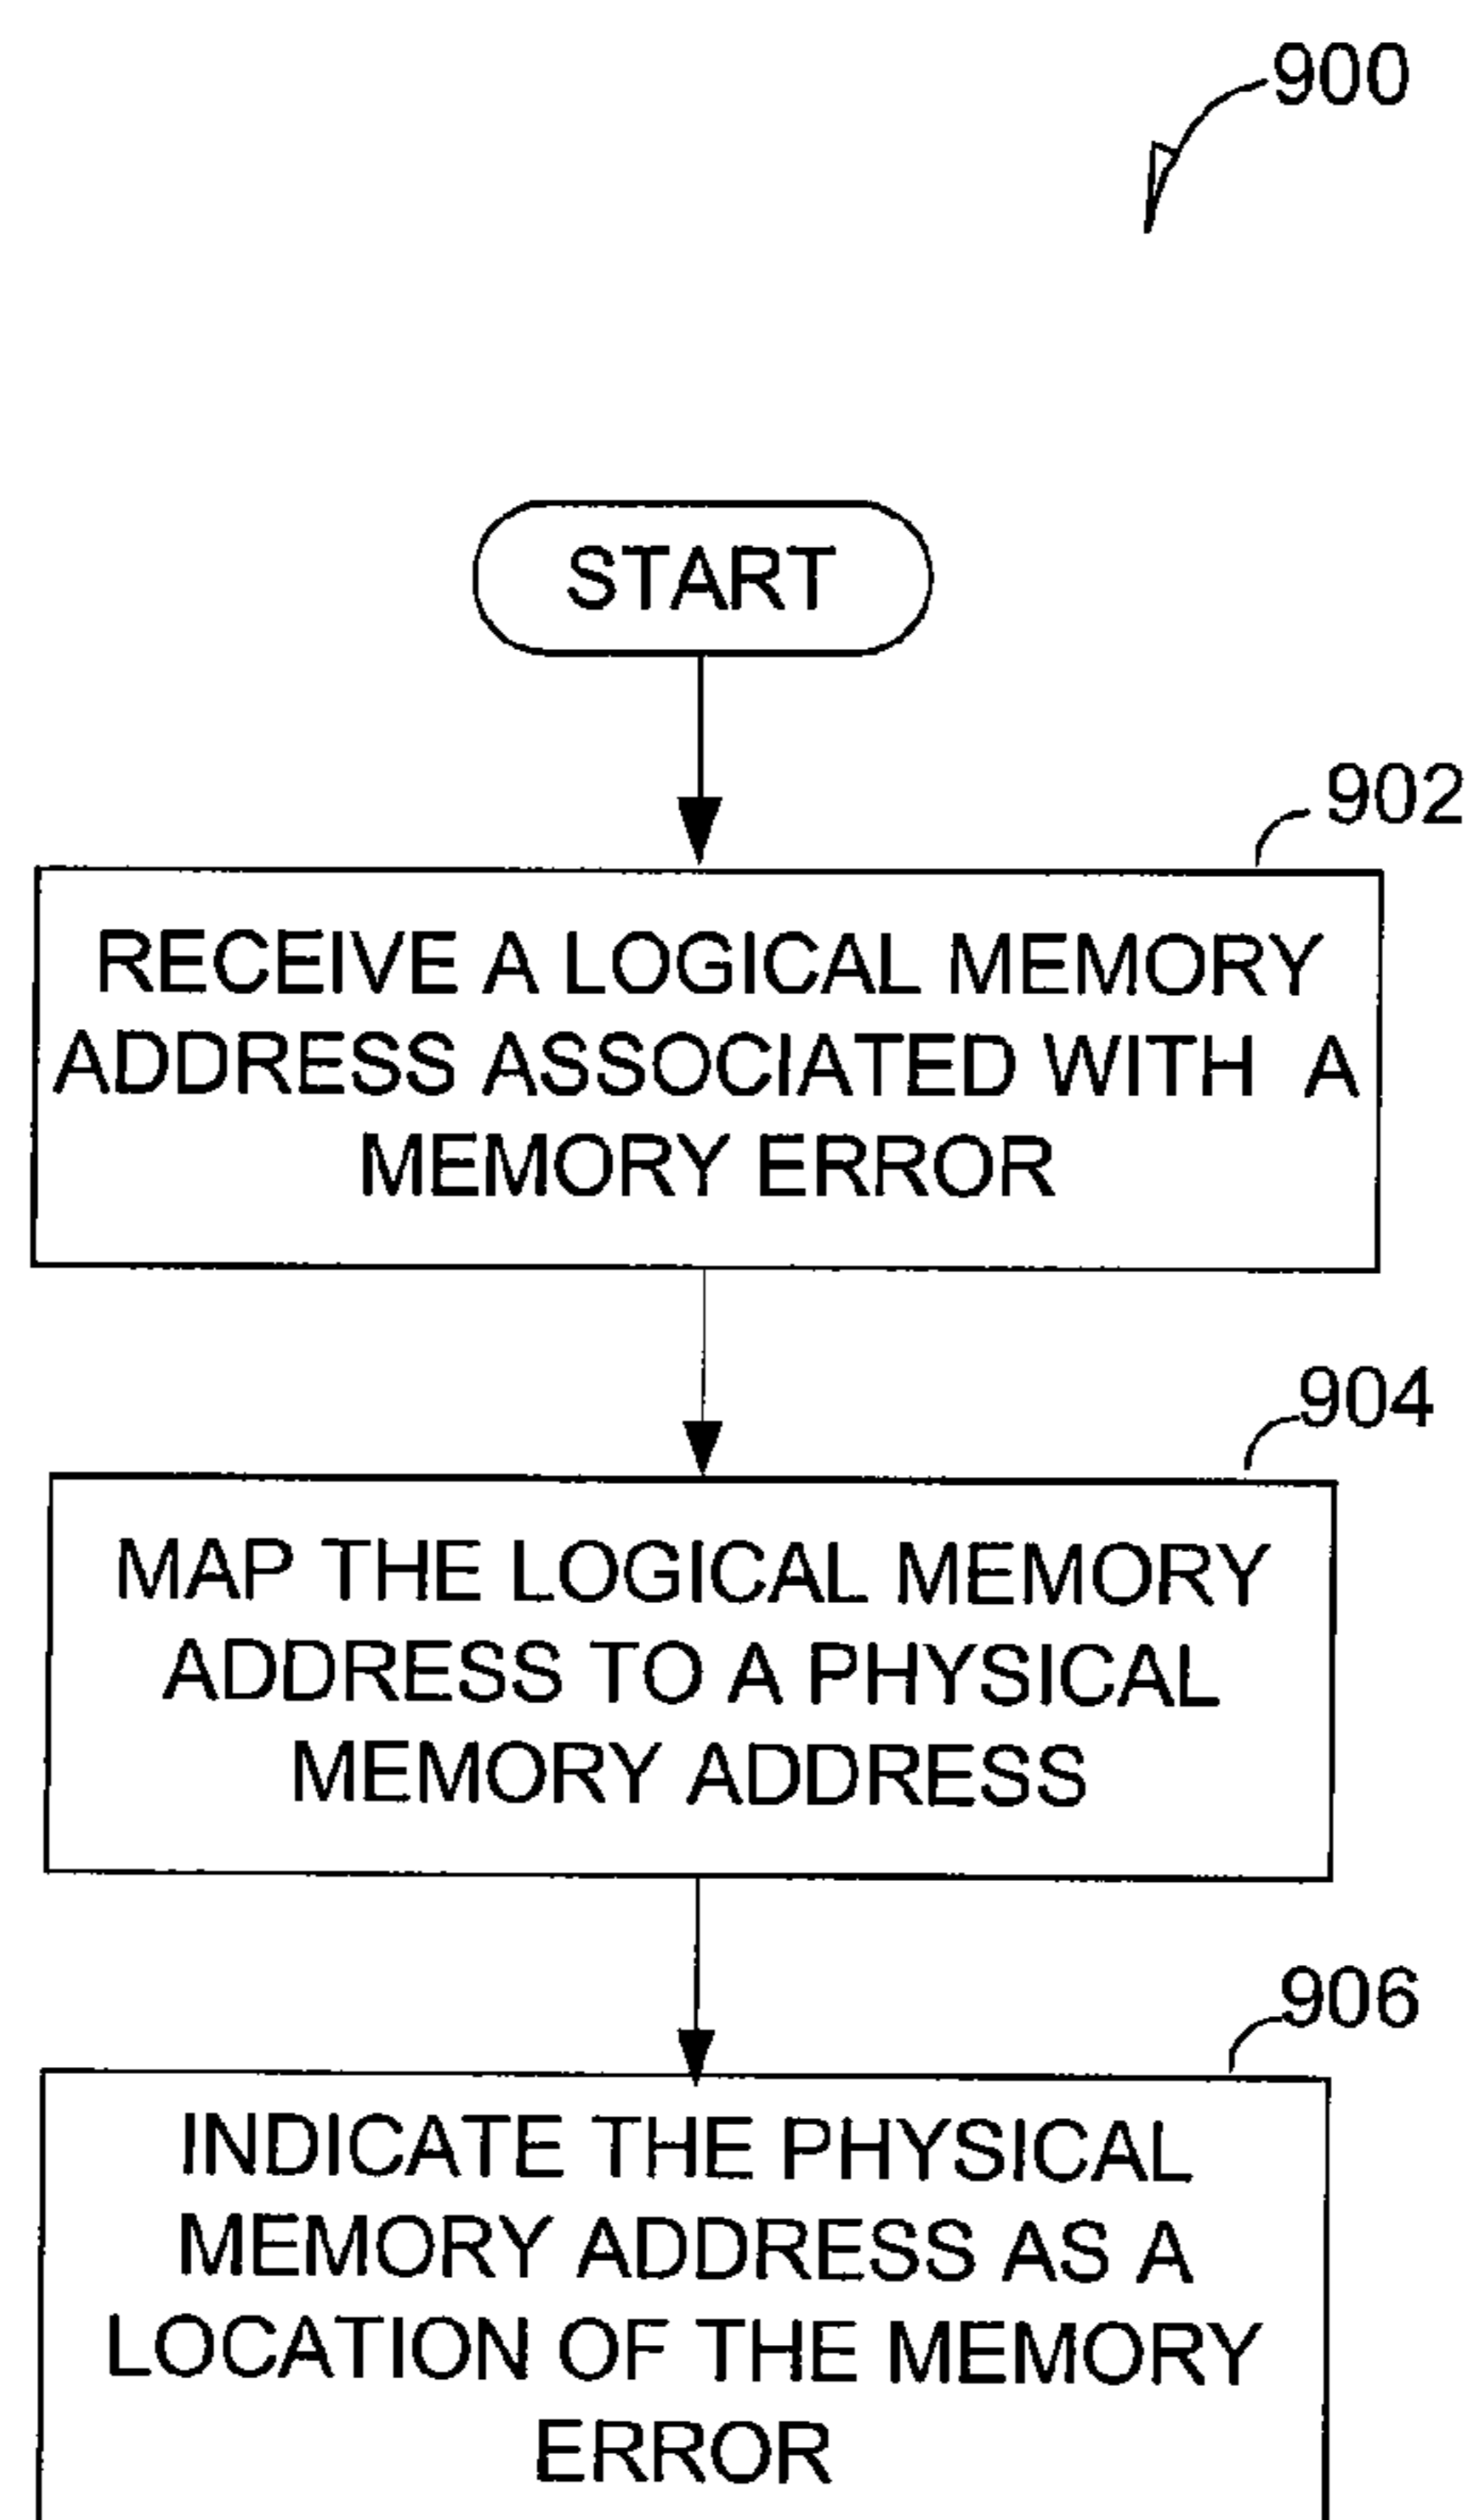 900
START
902
RECEIVE A LOGICAL MEMORY
ADDRESS ASSOCIATED WITH A
MEMORY ERROR
904
MAP THE LOGICAL MEMORY
ADDRESS TO A PHYSICAL
MEMORY ADDRESS
906
INDICATE THE PHYSICAL
MEMORY ADDRESS AS A
LOCATION OF THE MEMORY
ERROR